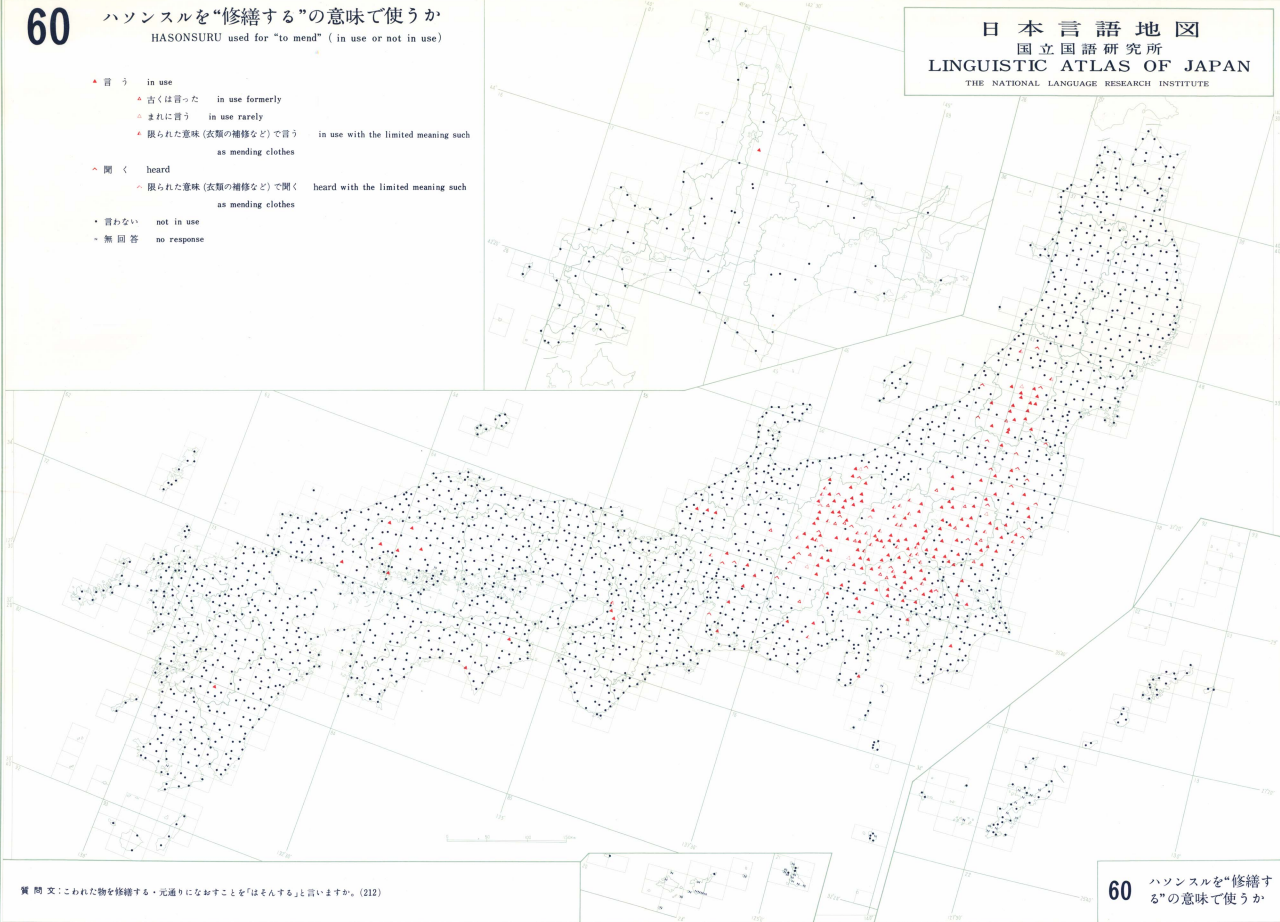 60
ハソンスルを“修繕する”の意味で使うか
HASONSURU used for “to mend” ( in use or not in use)
言う in use
古くは言った in use formerly
まれに言う in use rarely
限られた意味 (衣類の補修など) で言う in use with the limited meaning such
as mending clothes
聞く heard
限られた意味 (衣類の補修など) で聞く heard with the limited meaning such
as mending clothes
言わない not in use
無回答 no response
日本言語地図
国立国語研究所
LINGUISTIC ATLAS OF JAPAN
THE NATIONAL LANGUAGE RESEARCH INSTITUTE
質問文:こわれた物を修繕する・元通りになおすことを「はそんする」と言いますか。(212)
60
ハソンスルを“修繕す
る”の意味で使うか